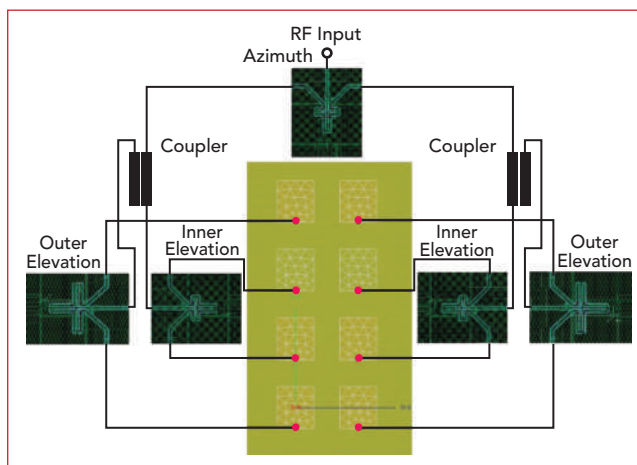 RF Input
Azimuth
Coupler
Coupler
Outer
Elevation
Inner
Elevation
Inner
Elevation
Outer
Elevation